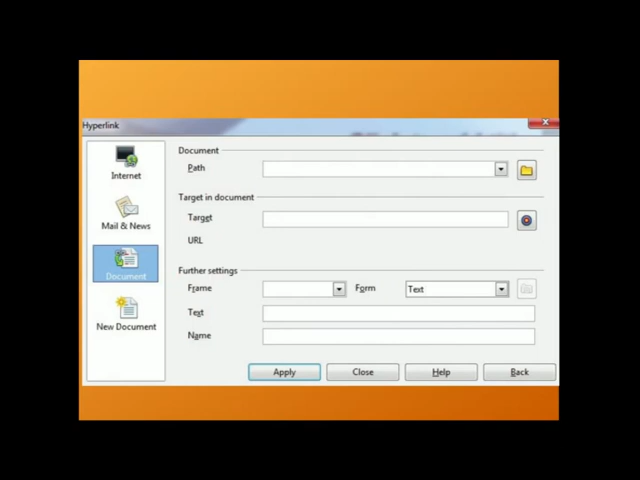 Hyperlink
Internet
Mail & News
Document
New Document
Document
Path
Target in document
Target
URL
Further settings
Frame
Form
Text
Text
Name
Apply
Close
Help
Back